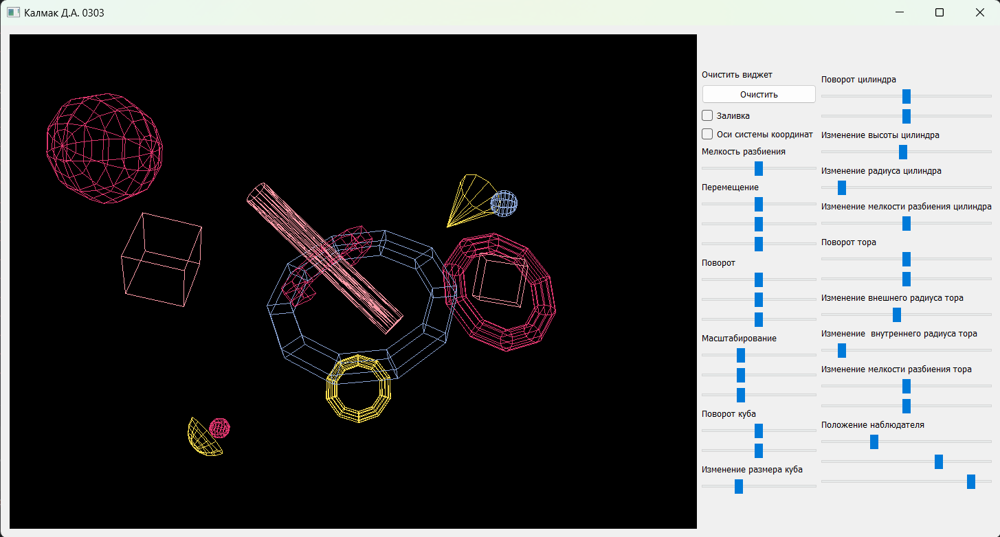 Калмак Д.А. 0303
Очистить виджет
Очистить
Заливка
Оси системы координат
Мелкость разбиения
Перемещение
Поворот
Масштабирование
Поворот куба
Изменение размера куба
Поворот цилиндра
Изменение высоты цилиндра
Изменение радиуса цилиндра
Изменение мелкости разбиения цилиндра
Поворот тора
Изменение внешнего радиуса тора
Изменение  внутреннего радиуса тора
Изменение мелкости разбиения тора
Положение наблюдателя